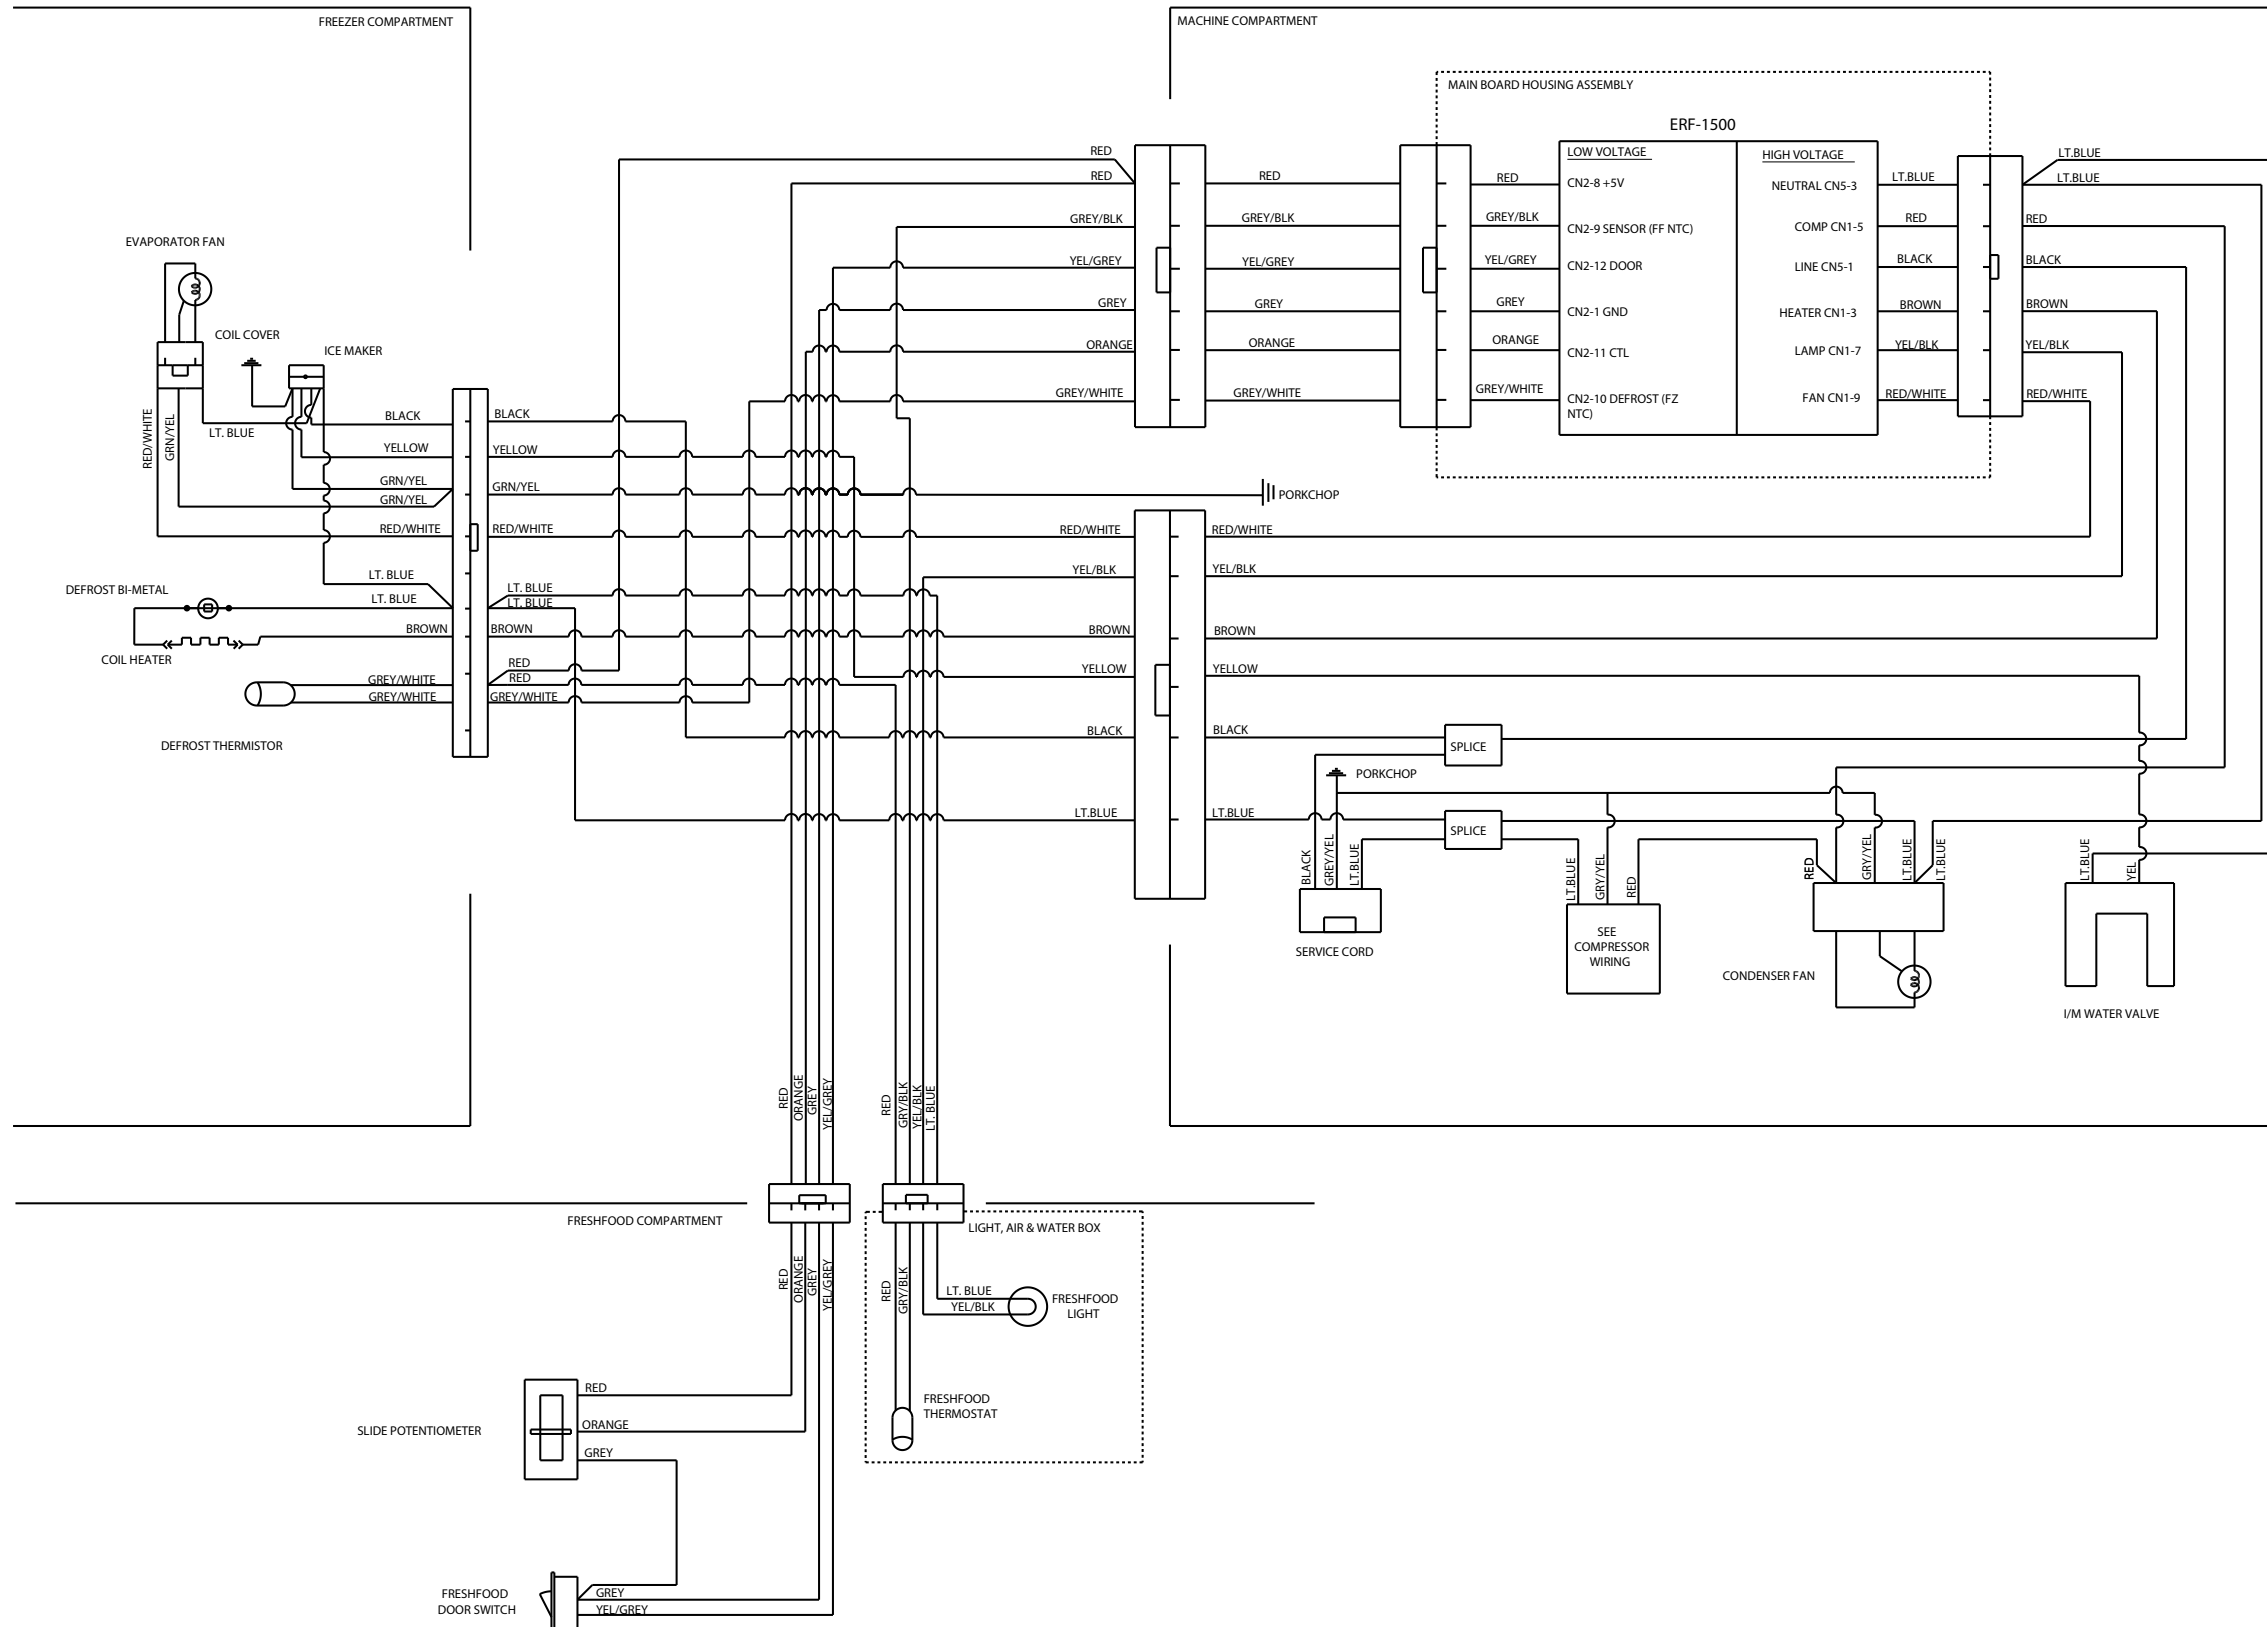 FREEZER COMPARTMENT
MACHINE COMPARTMENT
MAIN BOARD HOUSING ASSEMBLY
ERF-1500
LOW VOLTAGE
HIGH VOLTAGE
CN2-8 +5V
NEUTRAL CN5-3
CN2-9 SENSOR (FF NTC)
COMP CN1-5
CN2-12 DOOR
LINE CN5-1
CN2-1 GND
HEATER CN1-3
CN2-11 CTL
LAMP CN1-7
CN2-10 DEFROST (FZ
NTC)
FAN CN1-9
RED
RED
RED
RED
GREY/BLK
GREY/BLK
GREY/BLK
YEL/GREY
YEL/GREY
YEL/GREY
GREY
GREY
GREY
ORANGE
ORANGE
ORANGE
GREY/WHITE
GREY/WHITE
GREY/WHITE
LT.BLUE
LT.BLUE
LT.BLUE
RED
RED
BLACK
BLACK
BROWN
BROWN
YEL/BLK
YEL/BLK
RED/WHITE
RED/WHITE
EVAPORATOR FAN
COIL COVER
ICE MAKER
RED/WHITE
GRN/YEL
LT. BLUE
BLACK
BLACK
YELLOW
YELLOW
GRN/YEL
GRN/YEL
GRN/YEL
PORKCHOP
RED/WHITE
RED/WHITE
RED/WHITE
RED/WHITE
LT. BLUE
LT. BLUE
LT. BLUE
LT. BLUE
YEL/BLK
YEL/BLK
DEFROST BI-METAL
BROWN
BROWN
BROWN
BROWN
COIL HEATER
RED
RED
YELLOW
YELLOW
GREY/WHITE
GREY/WHITE
GREY/WHITE
DEFROST THERMISTOR
BLACK
BLACK
SPLICE
PORKCHOP
LT.BLUE
LT.BLUE
SPLICE
BLACK
GREY/YEL
LT.BLUE
LT.BLUE
GRY/YEL
RED
RED
GRY/YEL
LT.BLUE
LT.BLUE
LT.BLUE
YEL
SERVICE CORD
SEE
COMPRESSOR
WIRING
CONDENSER FAN
I/M WATER VALVE
RED
ORANGE
GREY
YEL/GREY
RED
GRY/BLK
YEL/BLK
LT. BLUE
FRESHFOOD COMPARTMENT
LIGHT, AIR & WATER BOX
RED
ORANGE
GREY
YEL/GREY
RED
GRY/BLK
LT. BLUE
YEL/BLK
FRESHFOOD
LIGHT
FRESHFOOD
THERMOSTAT
SLIDE POTENTIOMETER
RED
ORANGE
GREY
FRESHFOOD
DOOR SWITCH
GREY
YEL/GREY